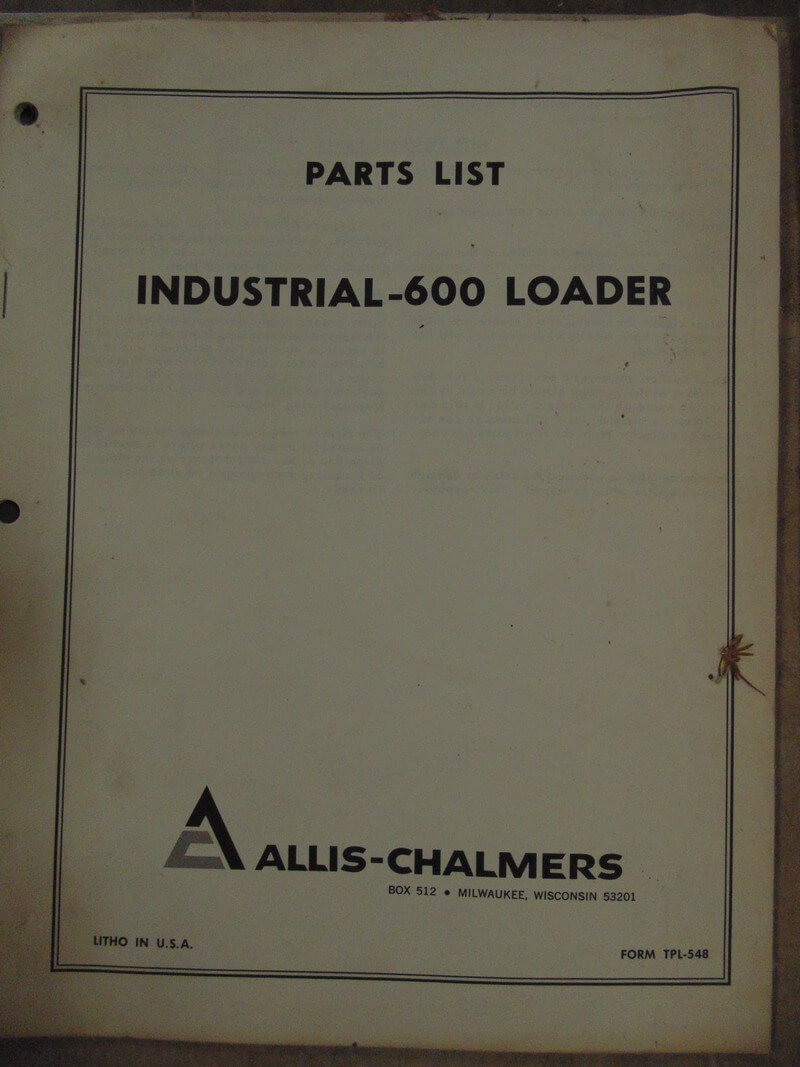 PARTS LIST
INDUSTRIAL-600 LOADER
ALLIS-CHALMERS
BOX 512 • MILWAUKEE, WISCONSIN 53201
LITHO IN U.S.A.
FORM TPL-548